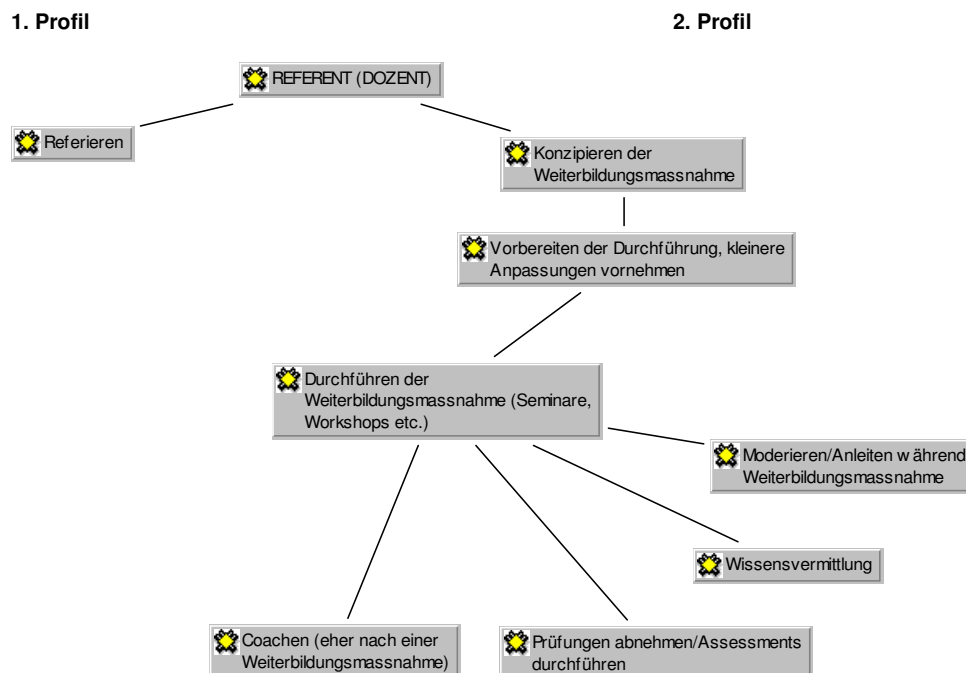 1. Profil
2. Profil
REFERENT (DOZENT)
Referieren
Konzipieren der
Weiterbildungsmassnahme
Vorbereiten der Durchführung, kleinere
Anpassungen vornehmen
Durchführen der
Weiterbildungsmassnahme (Seminare,
Workshops etc.)
Moderieren/Anleiten während
Weiterbildungsmassnahme
Wissensvermittlung
Coachen (eher nach einer
Weiterbildungsmassnahme)
Prüfungen abnehmen/Assessments
durchführen